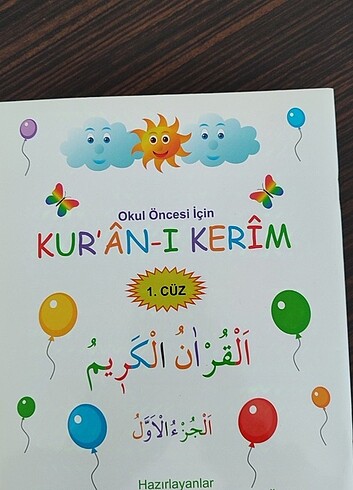 Okul Öncesi İçin
KUR'ÂN-I KERÎM
1. CÜZ
اَلْقُرْاٰنُ الْكَرٖيمُ
اَلْجُزْءُ الْاَوَّلُ
Hazırlayanlar